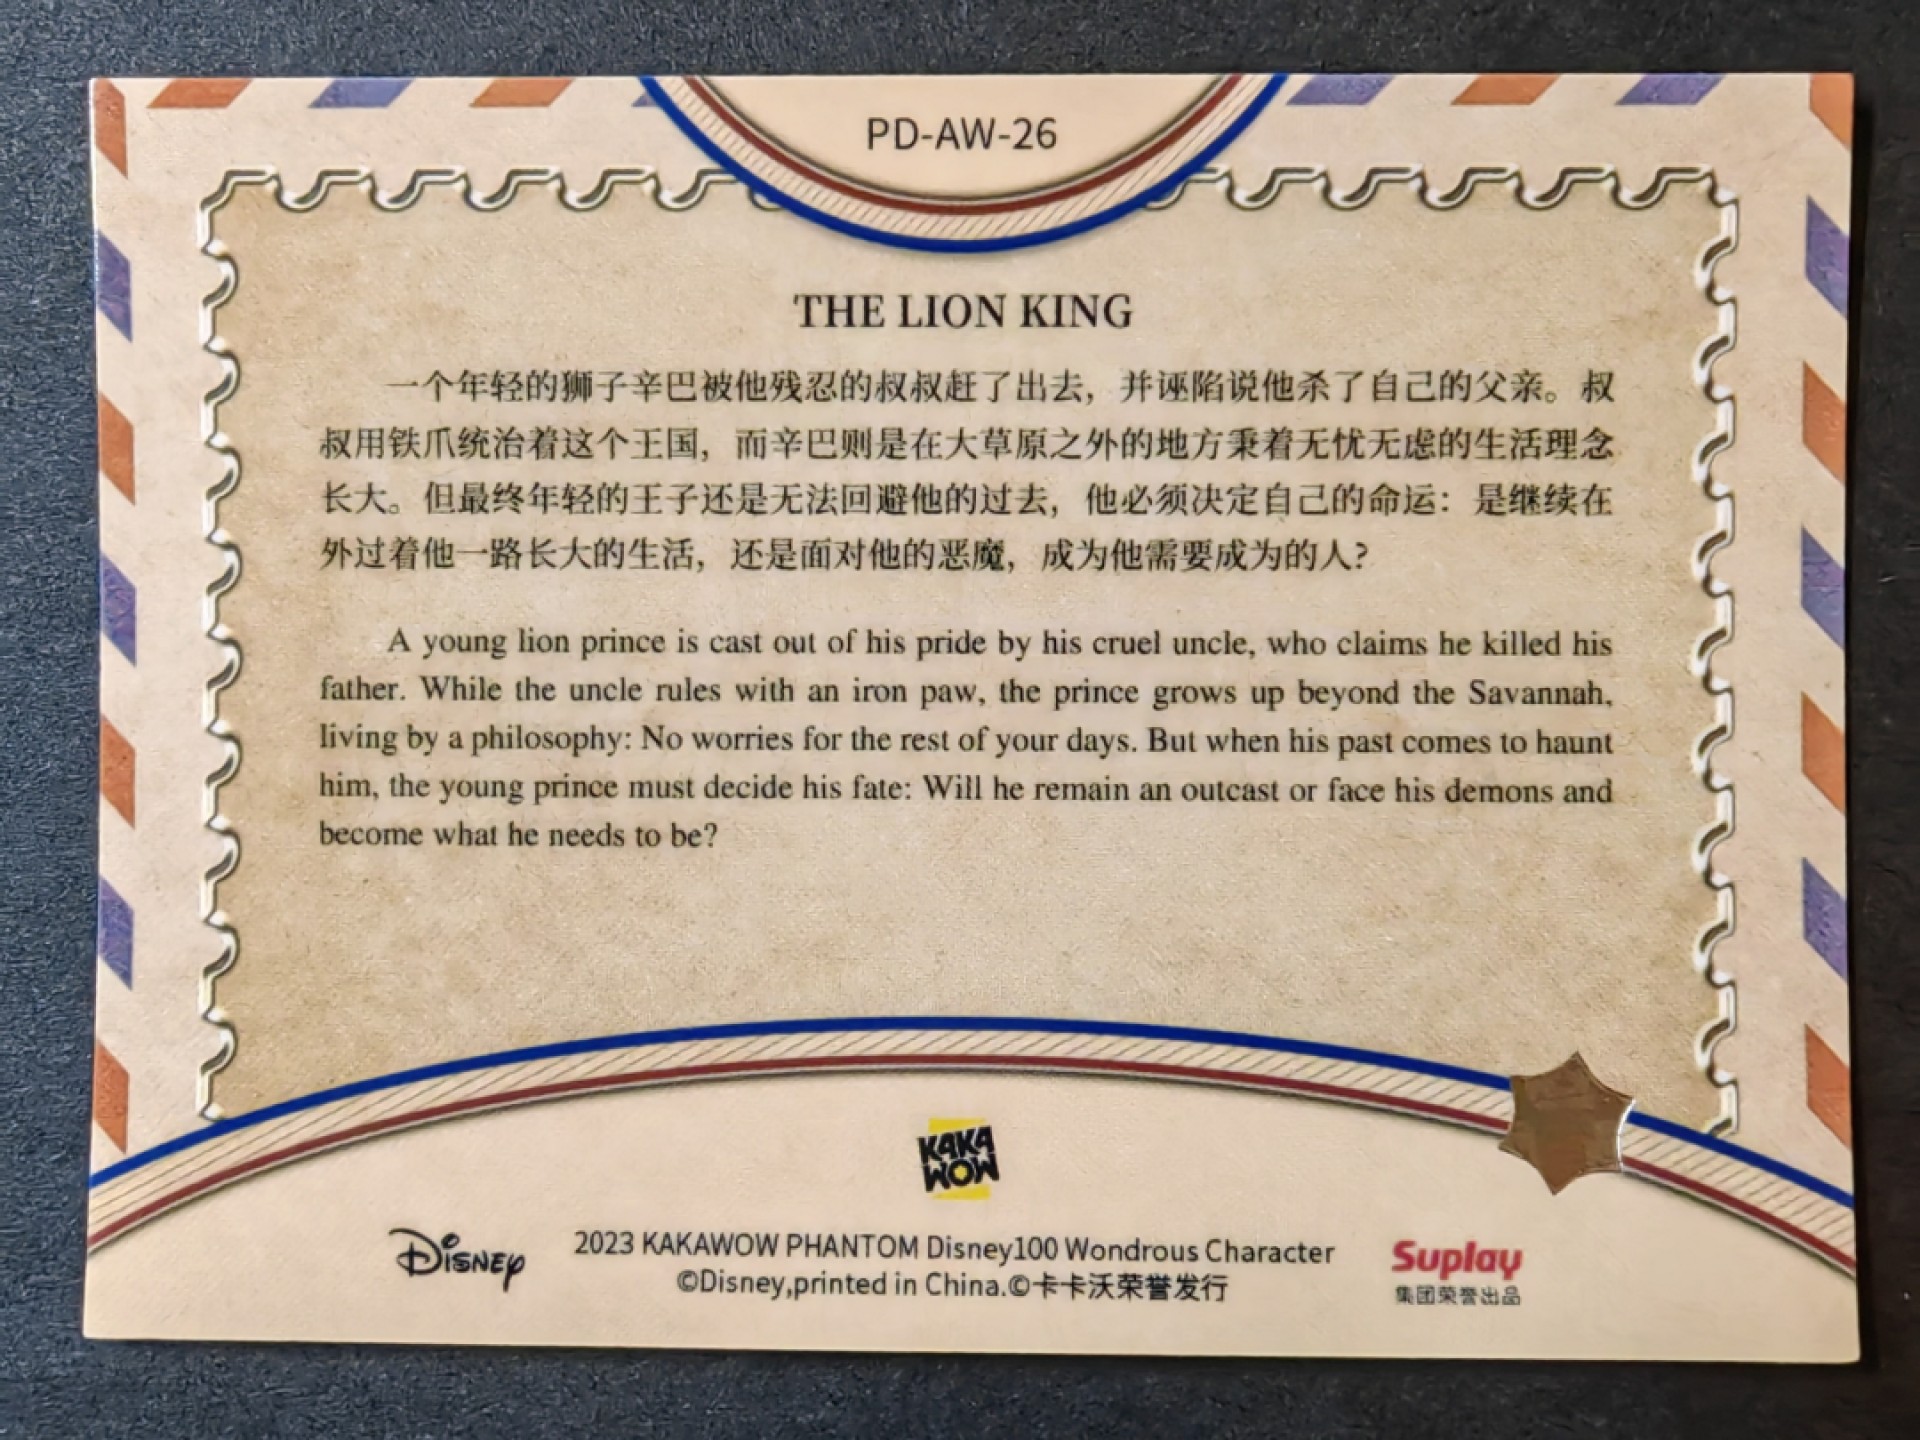 PD-AW-26
THE LION KING
一个年轻的狮子辛巴被他残忍的叔叔赶了出去，并诬陷说他杀了自己的父亲。叔
叔用铁爪统治着这个王国，而辛巴则是在大草原之外的地方秉着无忧无虑的生活理念
长大。但最终年轻的王子还是无法回避他的过去，他必须决定自己的命运：是继续在
外过着他一路长大的生活，还是面对他的恶魔，成为他需要成为的人?
A young lion prince is cast out of his pride by his cruel uncle, who claims he killed his
father. While the uncle rules with an iron paw, the prince grows up beyond the Savannah,
living by a philosophy: No worries for the rest of your days. But when his past comes to haunt
him, the young prince must decide his fate: Will he remain an outcast or face his demons and
become what he needs to be?
KAKA
WOW
Disney
2023 KAKAWOW PHANTOM Disney100 Wondrous Character
©Disney,printed in China.©卡卡沃荣誉发行
Suplay
集团荣誉出品